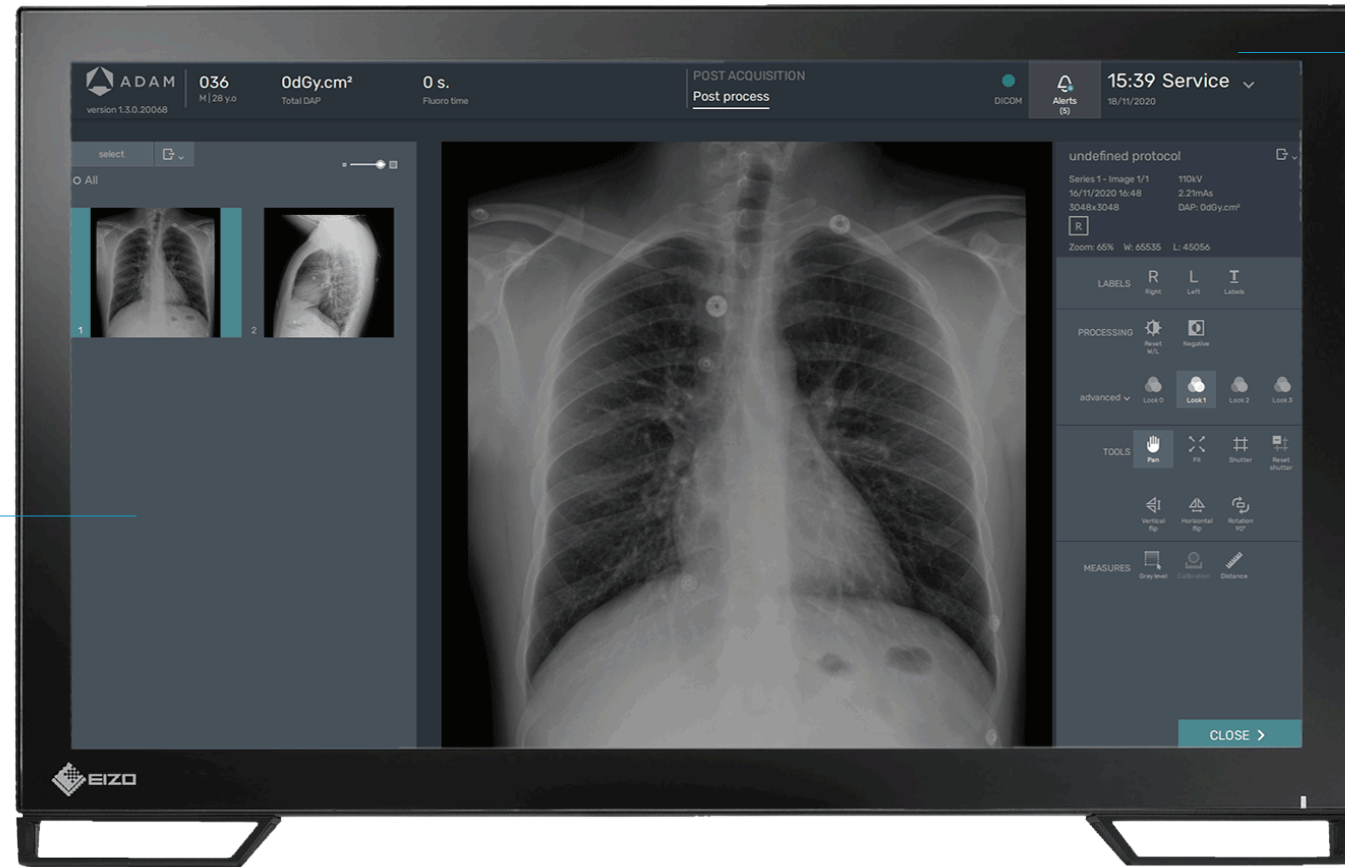 ADAM
version 1.3.0.20068
036
M | 28 y.o
0dGy.cm²
Total DAP
0 s.
Fluoro time
POST ACQUISITION
Post process
DICOM
Alerts
(5)
15:39 Service
18/11/2020
select
All
1
2
undefined protocol
Series 1 - Image 1/1 110kV
16/11/2020 16:48 2.21mAs
3048x3048 DAP: 0dGy.cm²
R
Zoom: 65% W: 65535 L: 45056
LABELS
R
Right
L
Left
T
Labels
PROCESSING
Reset
W/L
Negative
advanced
Look 0
Look 1
Look 2
Look 3
TOOLS
Pan
Fill
Shutter
Reset
shutter
Vertical
flip
Horizontal
flip
Rotation
90°
MEASURES
Gray level
Calibration
Distance
CLOSE
EIZO